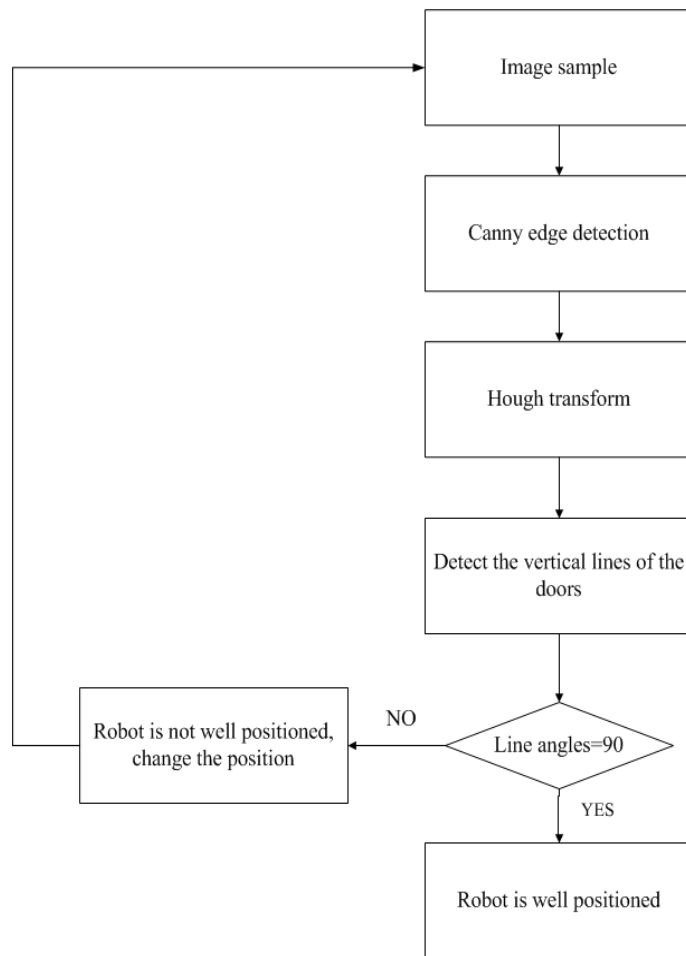 Image sample
Canny edge detection
Hough transform
Detect the vertical lines of the
doors
Line angles=90
NO
Robot is not well positioned,
change the position
YES
Robot is well positioned